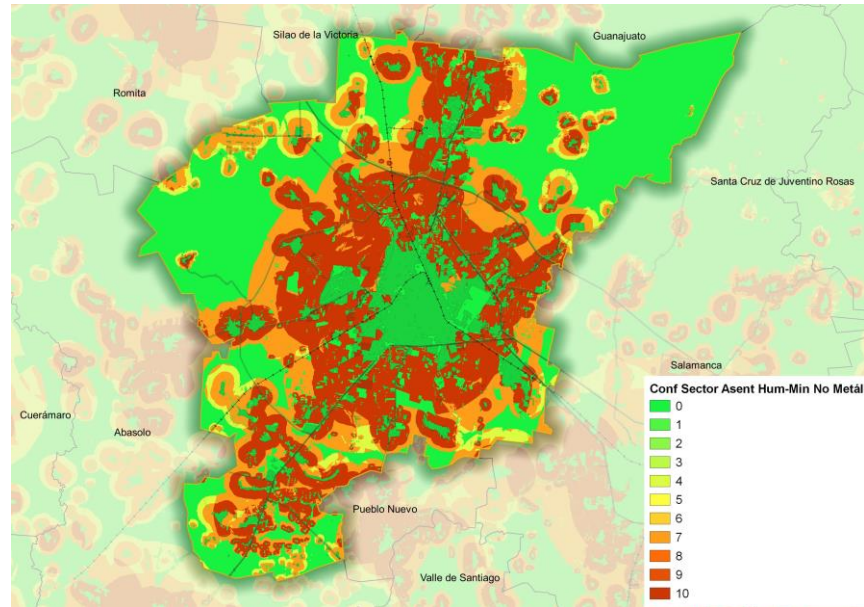 Silao de la Victoria
Guanajuato
Romita
Santa Cruz de Juventino Rosas
Salamanca
Cuerámaro
Abasolo
Pueblo Nuevo
Valle de Santiago
Conf Sector Asent Hum-Min No Metál
0
1
2
3
4
5
6
7
8
9
10